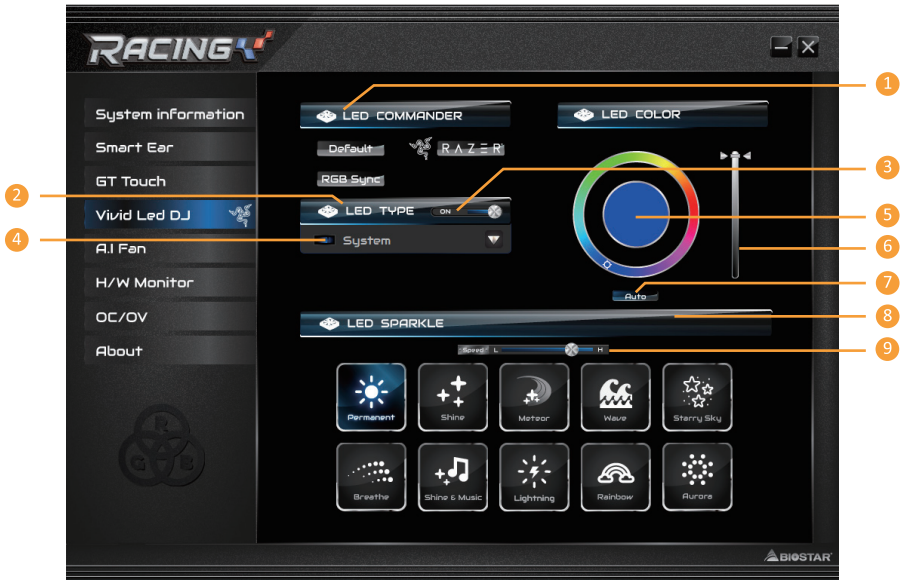 RACING
1
System information
LED COMMANDER
LED COLOR
Smart Ear
Default
RAZER
3
GT Touch
RGB Sync
2
Vivid Led DJ
LED TYPE
ON
5
4
A.I Fan
System
6
H/W Monitor
7
Auto
OC/OV
LED SPARKLE
8
About
Speed
L
H
9
Permanent
Shine
Meteor
Wave
Starry Sky
R
G
B
Breathe
Shine & Music
Lightning
Rainbow
Aurora
BIOSTAR